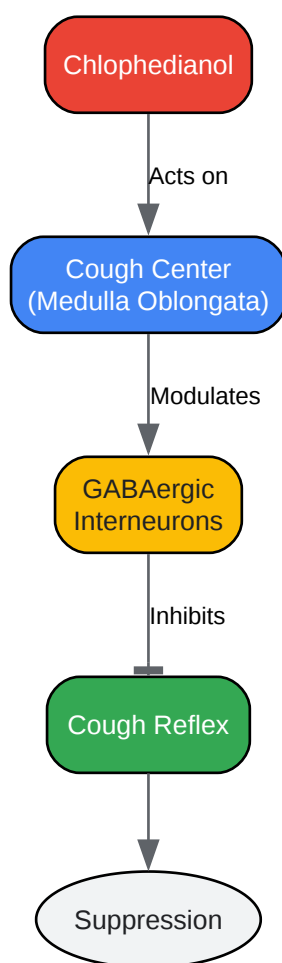 Chlophedianol
Acts on
Cough Center
(Medulla Oblongata)
Modulates
GABAergic
Interneurons
Inhibits
Cough Reflex
Suppression